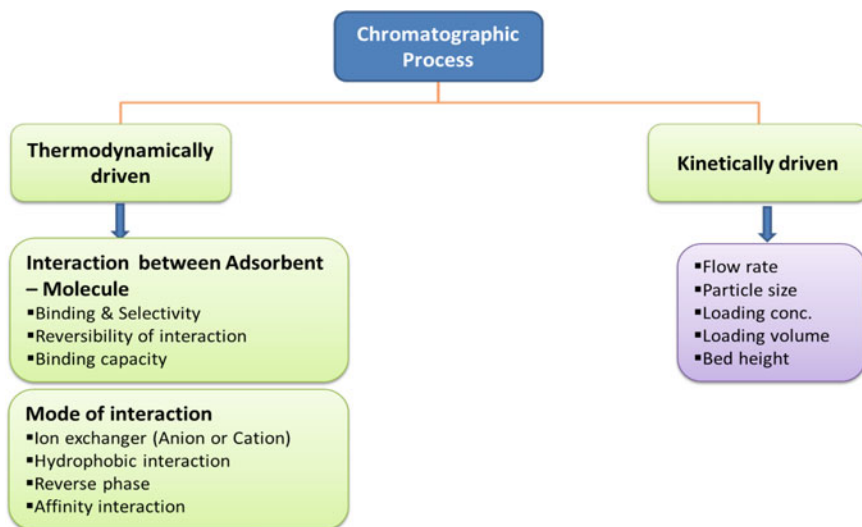 Chromatographic
Process
Thermodynamically
driven
Kinetically driven
Interaction between Adsorbent
– Molecule
▪Binding & Selectivity
▪Reversibility of interaction
▪Binding capacity
Mode of interaction
▪Ion exchanger (Anion or Cation)
▪Hydrophobic interaction
▪Reverse phase
▪Affinity interaction
▪Flow rate
▪Particle size
▪Loading conc.
▪Loading volume
▪Bed height